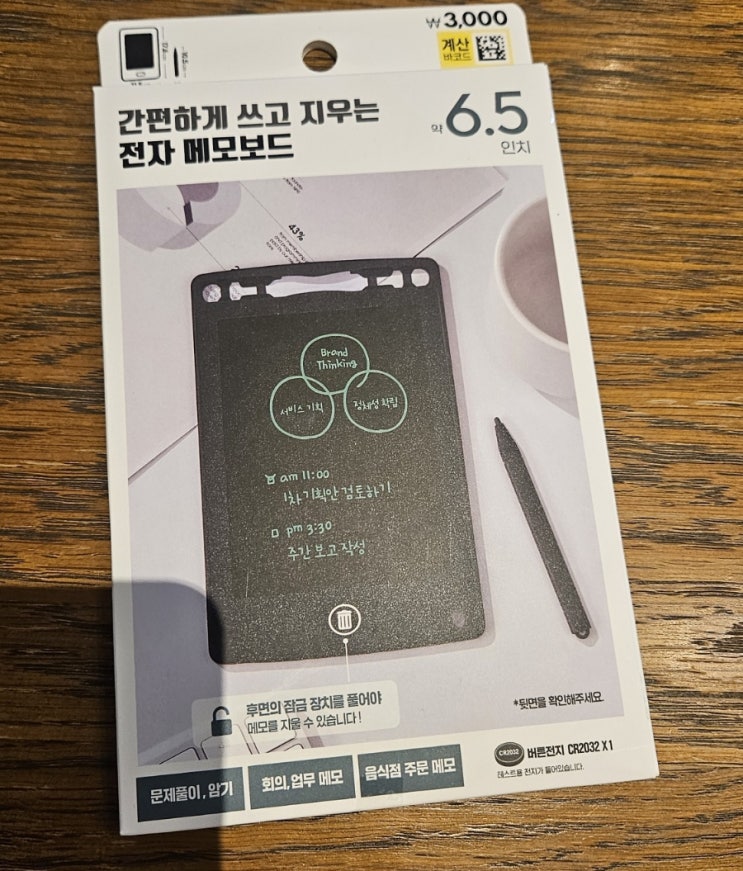 ₩3,000
계산
바코드
간편하게 쓰고 지우는
전자 메모보드
약 6.5
인치
43%
Brand
Thinking
서비스 기획
정체성 확립
am 11:00
1차 기획안 검토하기
pm 3:30
주간 보고 작성
후면의 잠금 장치를 풀어야
메모를 지울 수 있습니다!
*뒷면을 확인해주세요.
CR2032
버튼전지 CR2032 X 1
테스트용 전지가 들어있습니다.
문제풀이, 암기
회의, 업무 메모
음식점 주문 메모